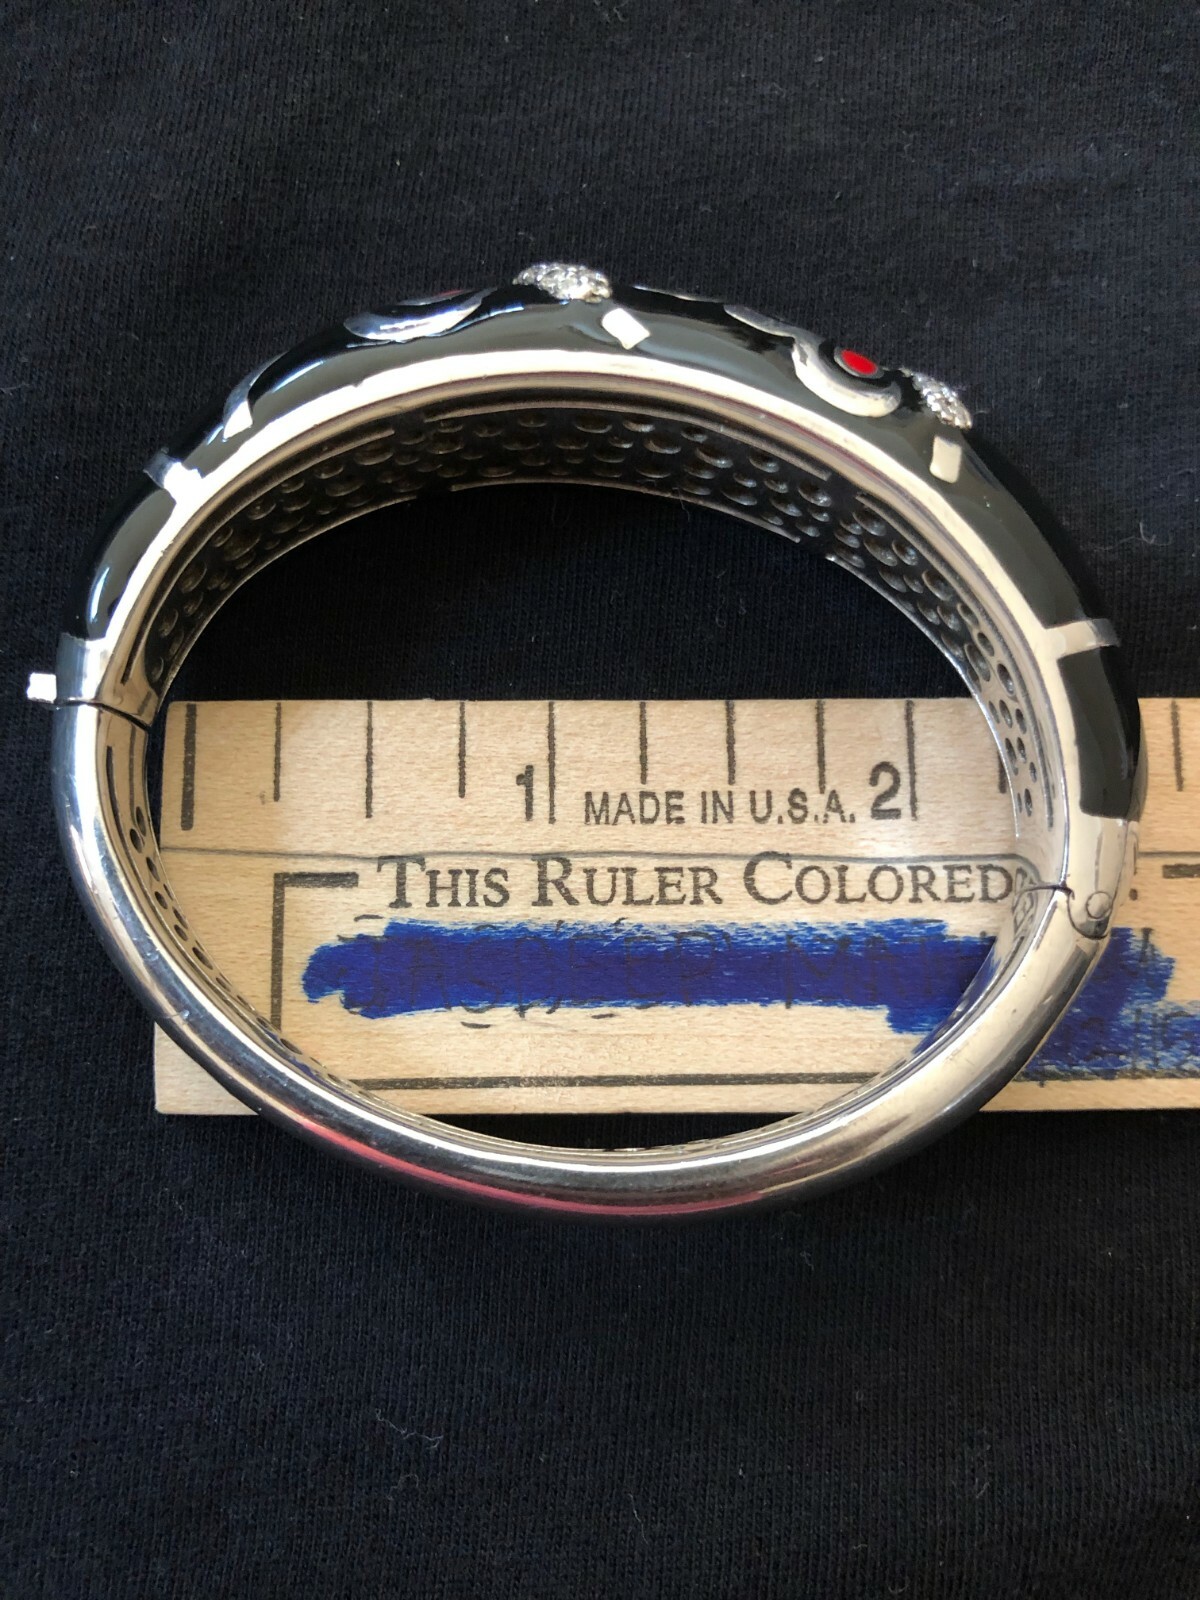 1 MADE IN U.S.A. 2
THIS RULER COLORED